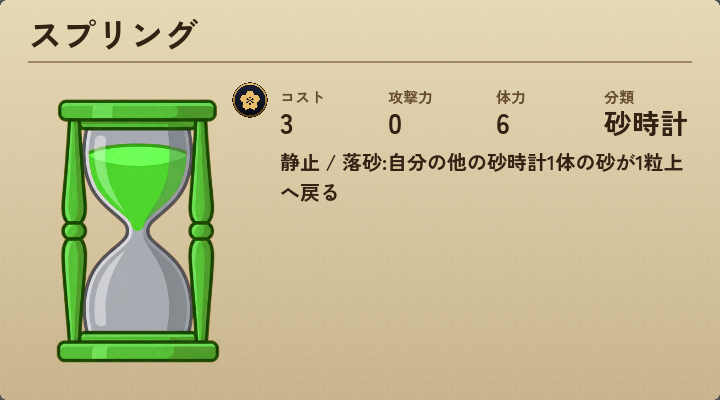 スプリング
コスト 攻撃力 体力 分類
3 0 6 砂時計
静止 / 落砂:自分の他の砂時計1体の砂が1粒上
へ戻る